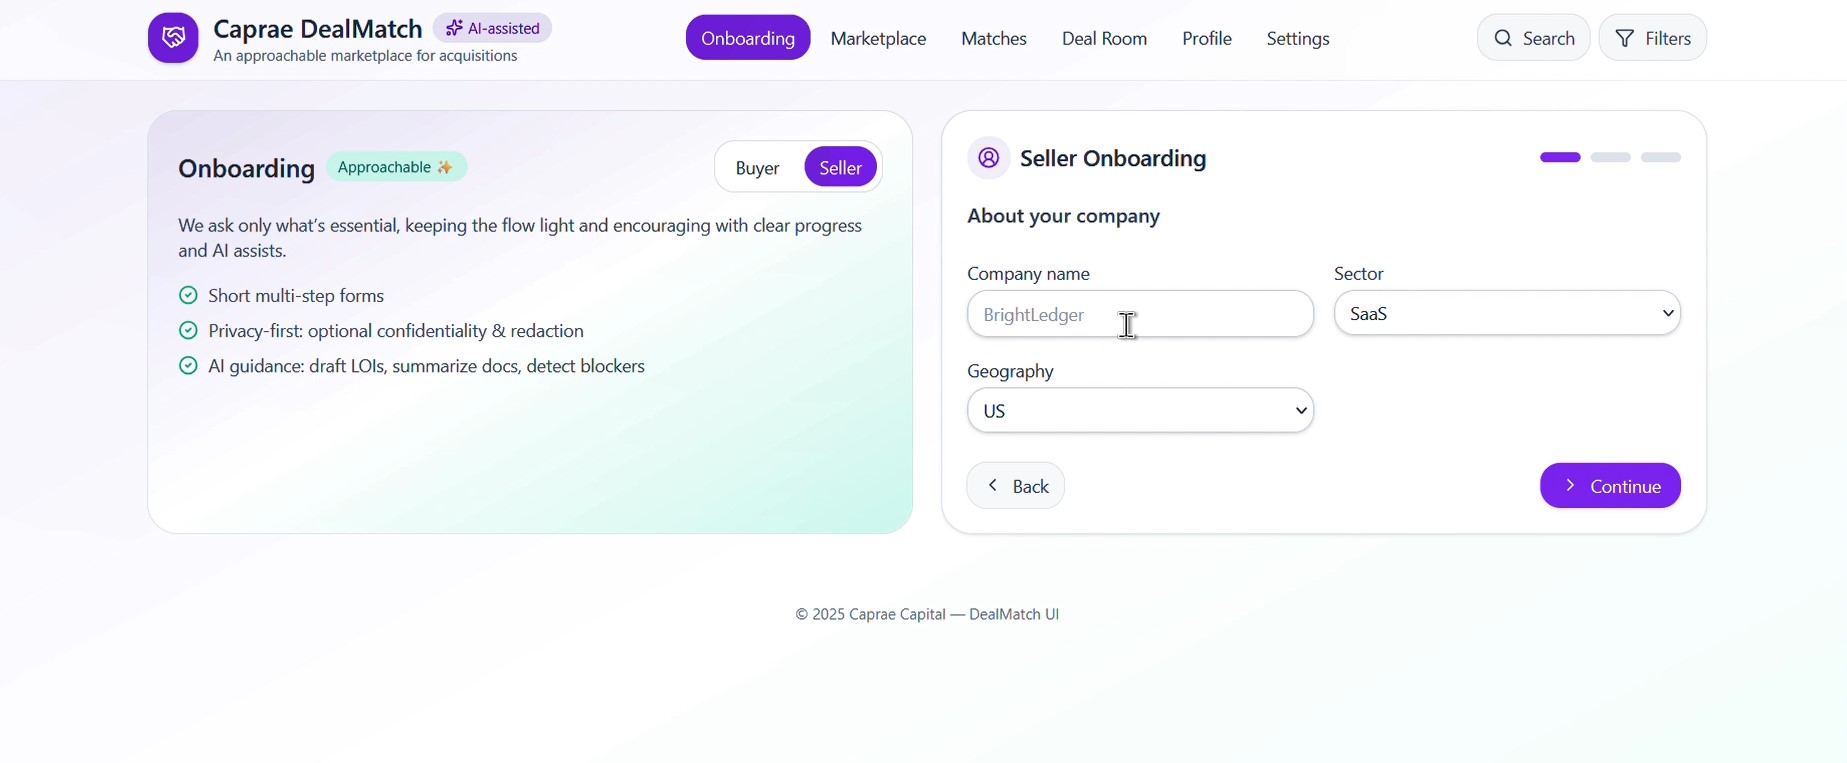 Caprae DealMatch
AI-assisted
An approachable marketplace for acquisitions
Onboarding
Marketplace
Matches
Deal Room
Profile
Settings
Search
Filters
Onboarding
Approachable ✨
Buyer
Seller
We ask only what's essential, keeping the flow light and encouraging with clear progress
and AI assists.
Short multi-step forms
Privacy-first: optional confidentiality & redaction
AI guidance: draft LOIs, summarize docs, detect blockers
Seller Onboarding
About your company
Company name
BrightLedger
Sector
SaaS
Geography
US
Back
Continue
© 2025 Caprae Capital — DealMatch UI